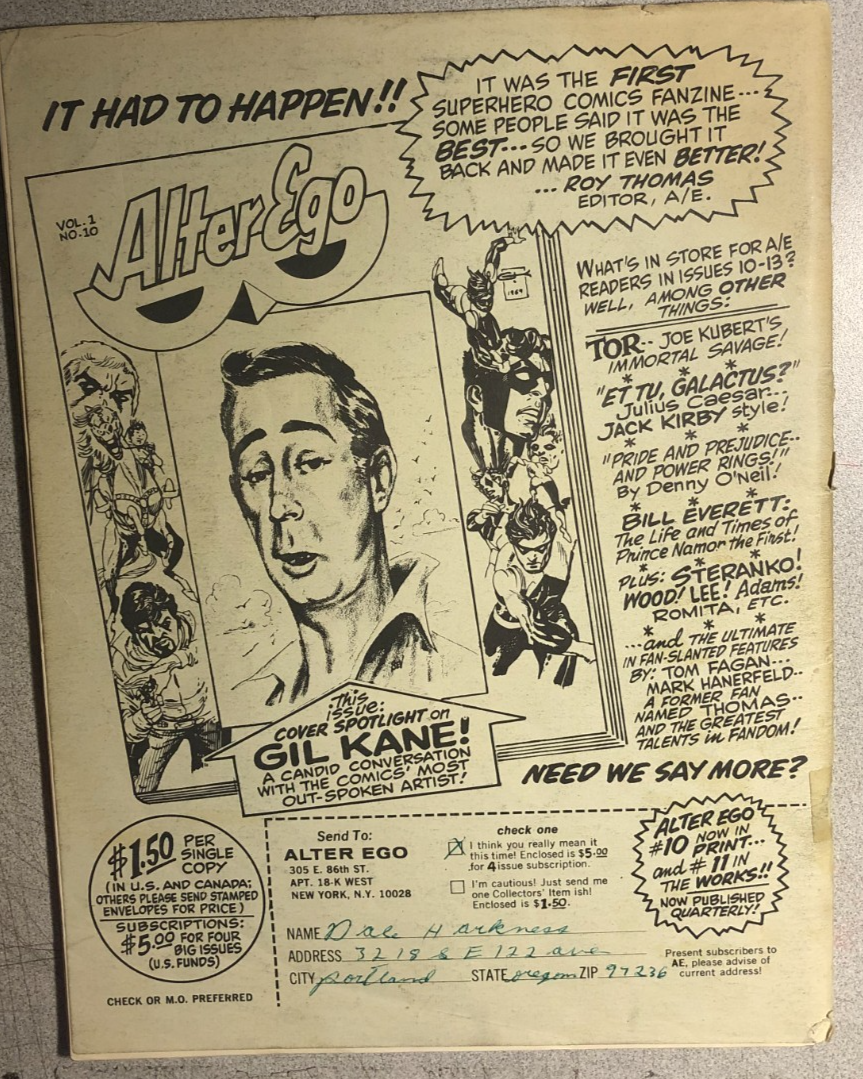 IT HAD TO HAPPEN!!
IT WAS THE FIRST
SUPERHERO COMICS FANZINE---
SOME PEOPLE SAID IT WAS THE
BEST--- SO WE BROUGHT IT
BACK AND MADE IT EVEN BETTER!
... ROY THOMAS
EDITOR, A/E.
VOL. 1
NO. 10
Alter Ego
1969
WHAT'S IN STORE FOR A/E
READERS IN ISSUES 10-13?
WELL, AMONG OTHER
THINGS:
TOR-- JOE KUBERT'S
IMMORTAL SAVAGE!
* * *
"ET TU, GALACTUS?"
Julius Caesar---
JACK KIRBY style!
* * *
"PRIDE AND PREJUDICE--
AND POWER RINGS!"
By Denny O'Neil!
* * *
BILL EVERETT:
The Life and Times of
Prince Namor the First!
* * *
PLUS: STERANKO!
WOOD! LEE! Adams!
ROMITA, ETC.
* * *
...and THE ULTIMATE
IN FAN-SLANTED FEATURES
BY: TOM FAGAN---
MARK HANERFELD--
A FORMER FAN
NAMED THOMAS--
AND THE GREATEST
TALENTS in FANDOM!
This
issue:
COVER SPOTLIGHT on
GIL KANE!
A CANDID CONVERSATION
WITH THE COMICS' MOST
OUT-SPOKEN ARTIST!
NEED WE SAY MORE?
$1.50 PER
SINGLE
COPY
(IN U.S. AND CANADA;
OTHERS PLEASE SEND STAMPED
ENVELOPES FOR PRICE)
SUBSCRIPTIONS:
$5.00 FOR FOUR
BIG ISSUES
(U.S. FUNDS)
CHECK OR M.O. PREFERRED
Send To:
ALTER EGO
305 E. 86th ST.
APT. 18-K WEST
NEW YORK, N.Y. 10028
check one
I think you really mean it
this time! Enclosed is $5.00
for 4 issue subscription.
I'm cautious! Just send me
one Collectors' Item ish!
Enclosed is $1.50.
NAME Dale Harkness
ADDRESS 3218 S E 122 ave
CITY portland STATE oregon ZIP 97236
ALTER EGO
#10 NOW IN
PRINT...
and #11 IN
THE WORKS!!
NOW PUBLISHED
QUARTERLY!
Present subscribers to
AE, please advise of
current address!